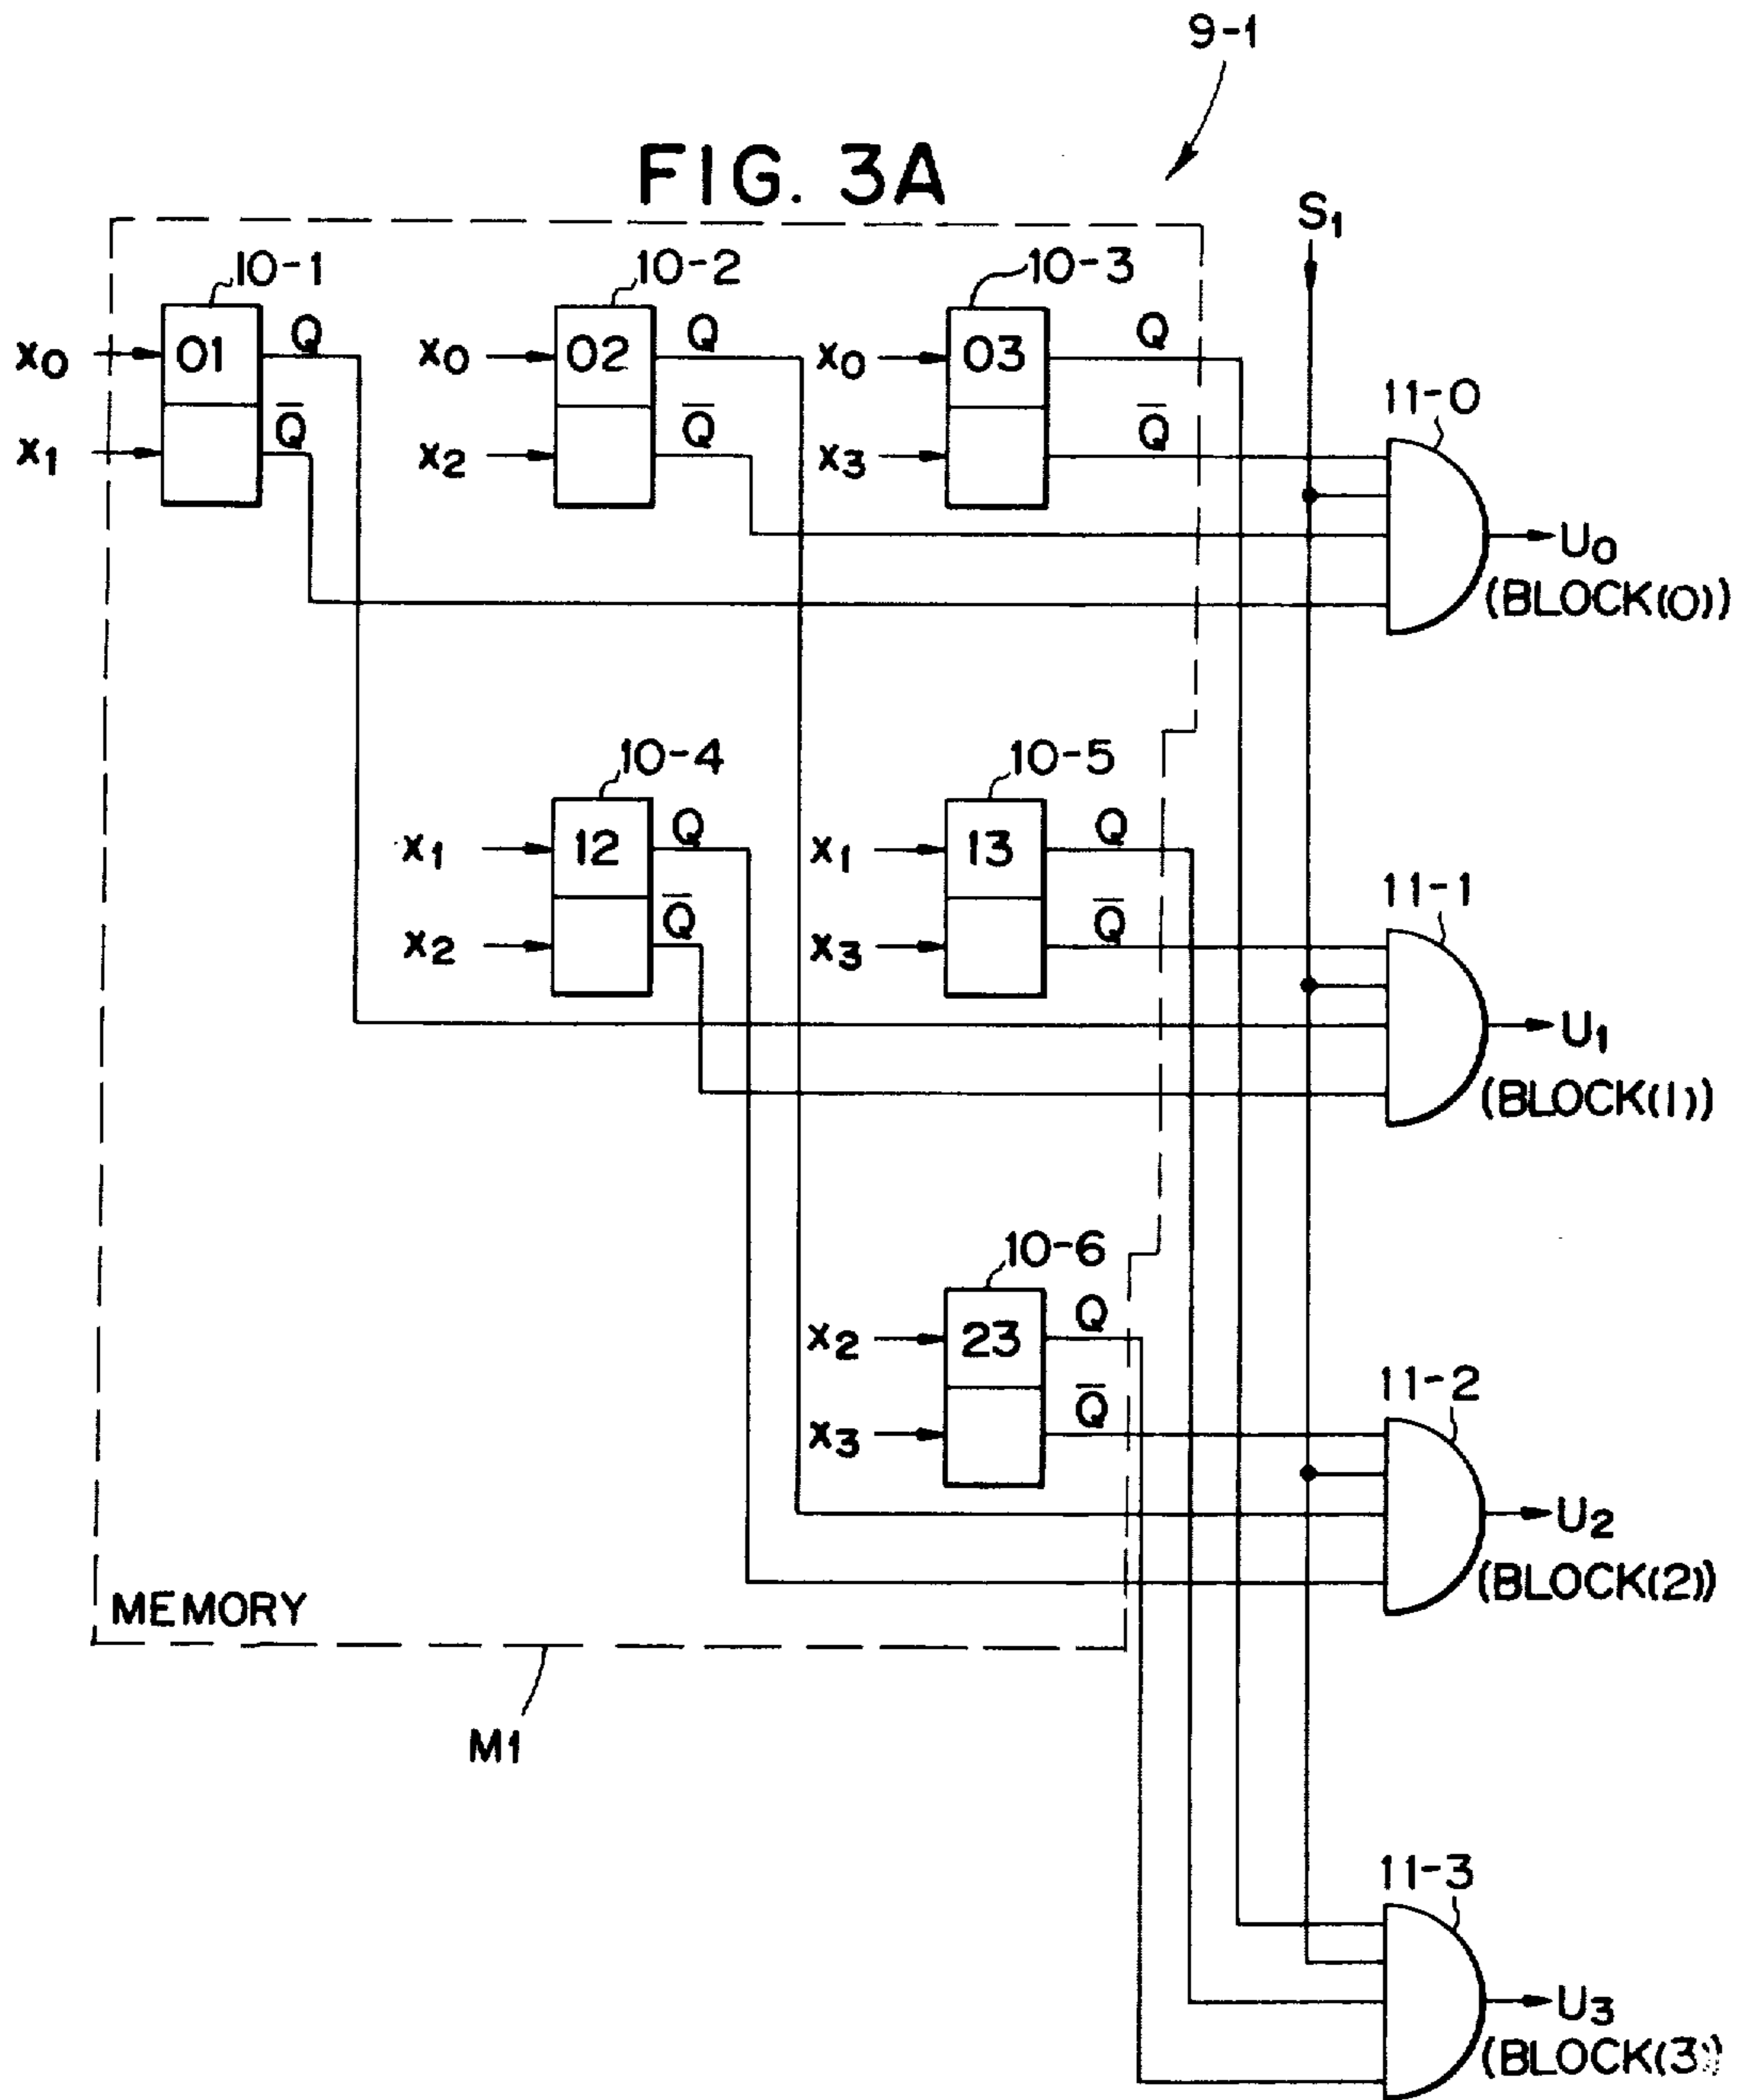 9-1
FIG. 3A
S1
10-1
10-2
10-3
x0
01
Q
x0
02
Q
x0
03
Q
11-0
x1
Q̅
x2
Q̅
x3
Q̅
U0
(BLOCK(0))
10-4
10-5
x1
12
Q
x1
13
Q
11-1
x2
Q̅
x3
Q̅
U1
(BLOCK(1))
10-6
x2
23
Q
11-2
x3
Q̅
U2
(BLOCK(2))
MEMORY
M1
11-3
U3
(BLOCK(3))